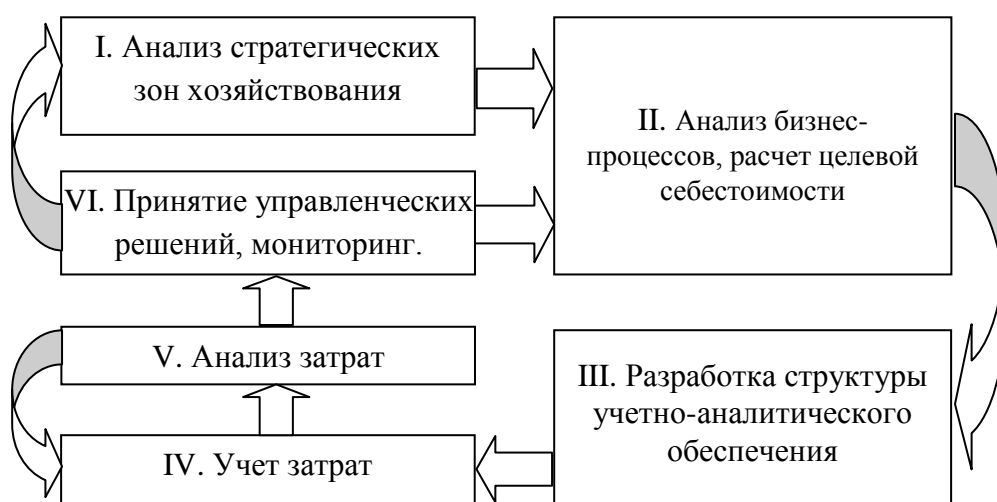 I. Анализ стратегических
зон хозяйствования
II. Анализ бизнес-
процессов, расчет целевой
себестоимости
VI. Принятие управленческих
решений, мониторинг.
V. Анализ затрат
III. Разработка структуры
учетно-аналитического
обеспечения
IV. Учет затрат